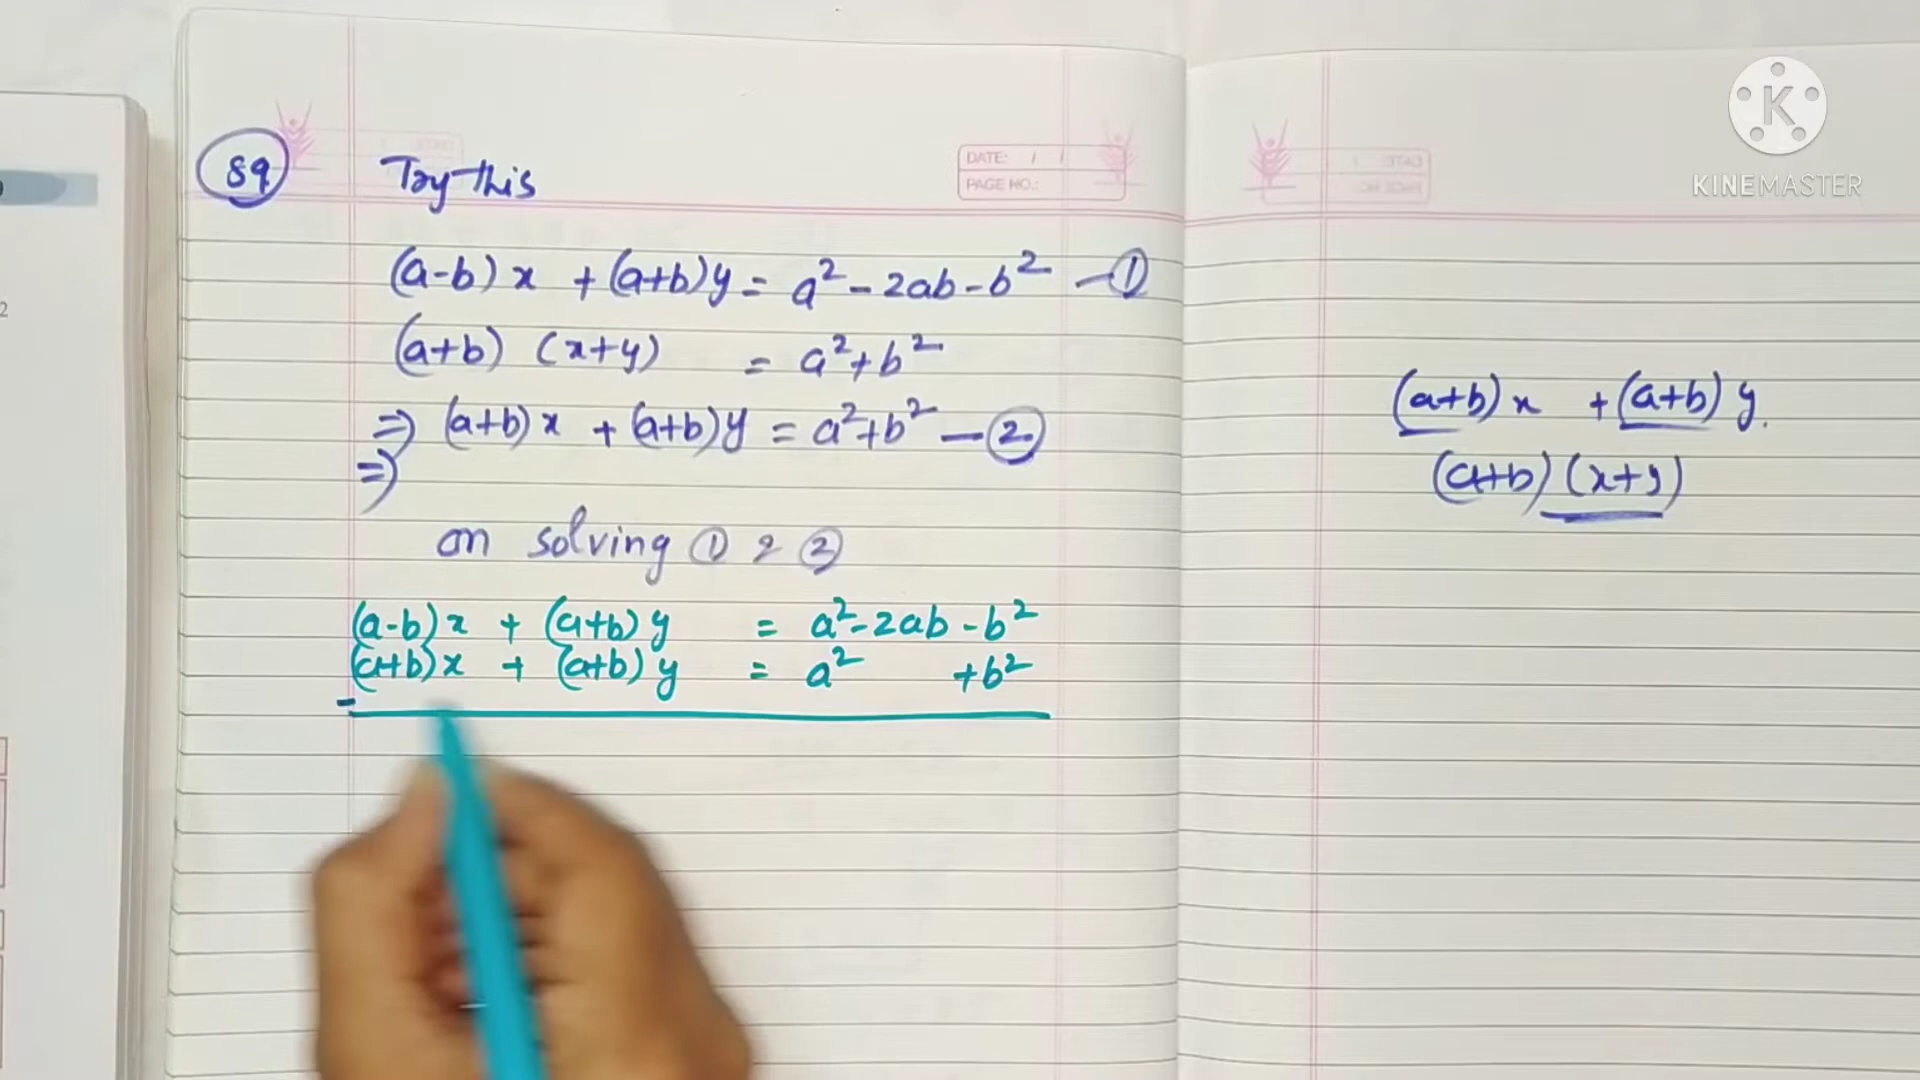 89 Try this
DATE: / /
PAGE NO.:
(a-b) x + (a+b) y = a² - 2ab - b² — ①
(a+b) (x+y) = a² + b²
⇒ (a+b) x + (a+b) y = a² + b² — ②
⇒
on solving ① & ②
(a-b) x + (a+b) y = a² - 2ab - b²
(a+b) x + (a+b) y = a² + b²
-
(a+b) x + (a+b) y.
(a+b) (x+y)
K
KINEMASTER
2